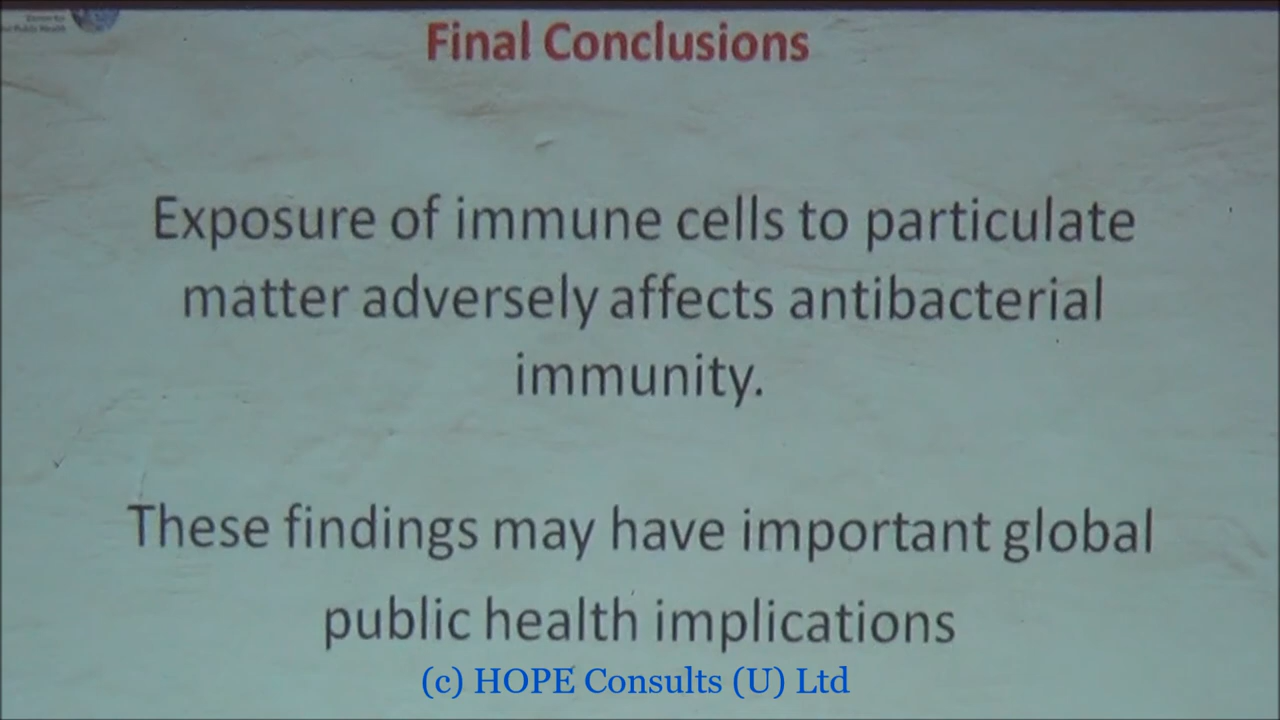 Final Conclusions
Exposure of immune cells to particulate
matter adversely affects antibacterial
immunity.
These findings may have important global
public health implications
(c) HOPE Consults (U) Ltd